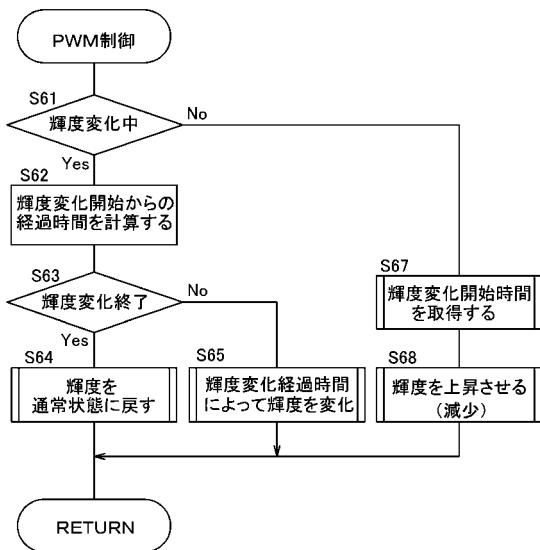 PWM制御
S61
輝度変化中
No
Yes
S62
輝度変化開始からの
経過時間を計算する
S63
輝度変化終了
No
Yes
S64
輝度を
通常状態に戻す
S65
輝度変化経過時間
によって輝度を変化
S67
輝度変化開始時間
を取得する
S68
輝度を上昇させる
(減少)
RETURN